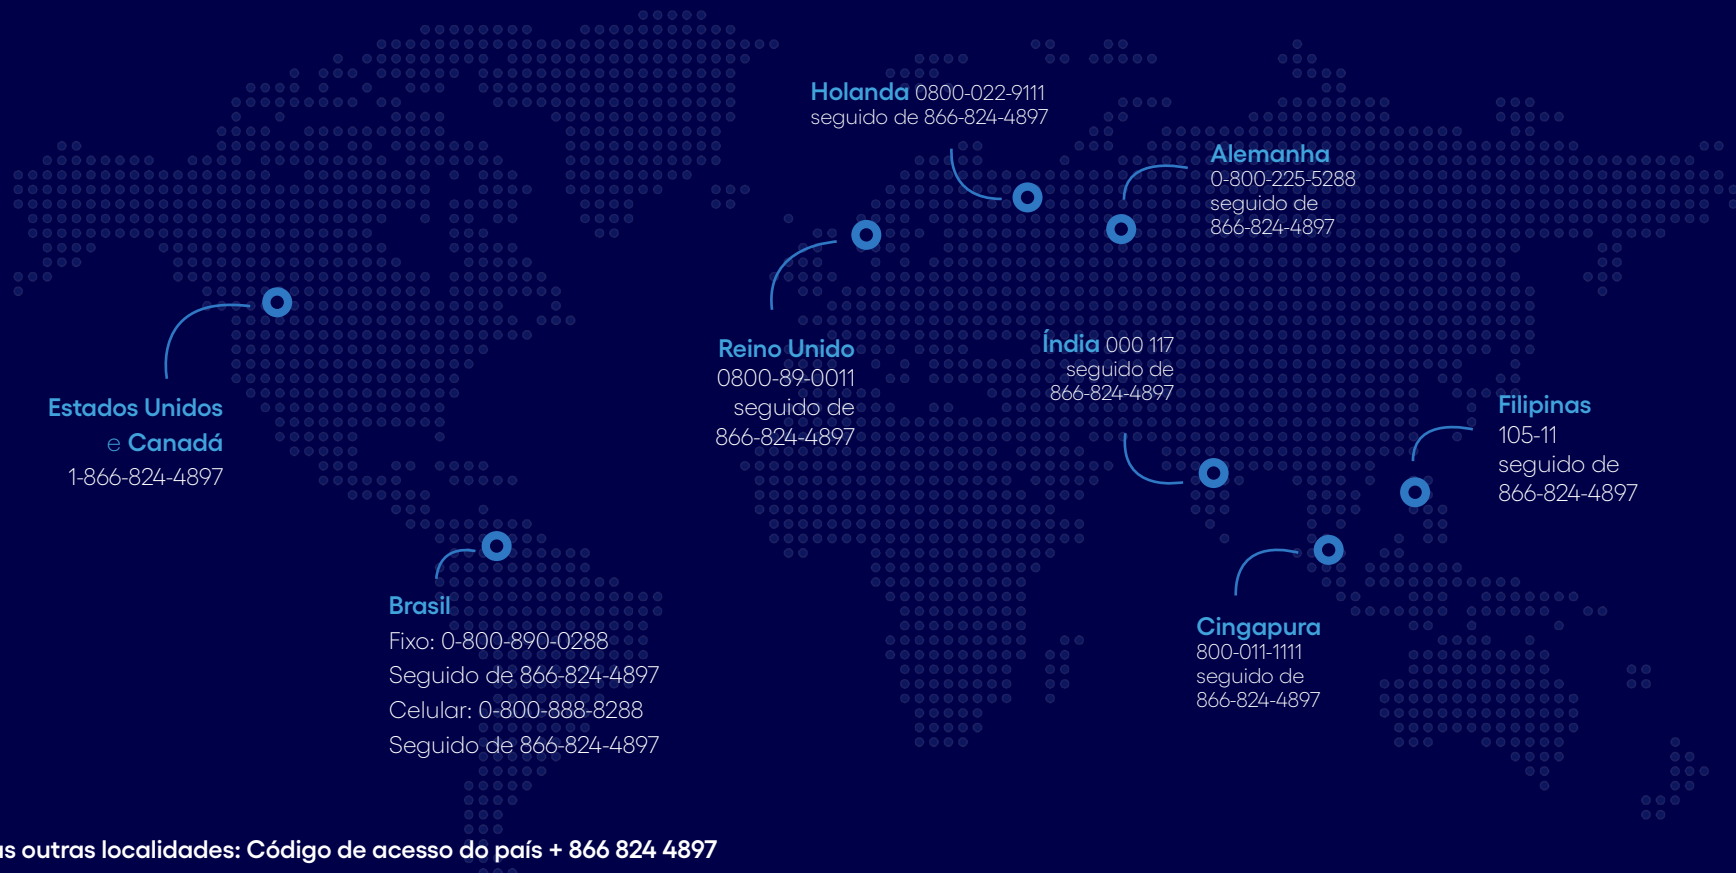 Holanda 0800-022-9111
seguido de 866-824-4897
Alemanha
0-800-225-5288
seguido de
866-824-4897
Reino Unido
0800-89-0011
seguido de
866-824-4897
Índia 000 117
seguido de
866-824-4897
Estados Unidos
e Canadá
1-866-824-4897
Filipinas
105-11
seguido de
866-824-4897
Brasil
Fixo: 0-800-890-0288
Seguido de 866-824-4897
Celular: 0-800-888-8288
Seguido de 866-824-4897
Cingapura
800-011-1111
seguido de
866-824-4897
outras localidades: Código de acesso do país + 866 824 4897